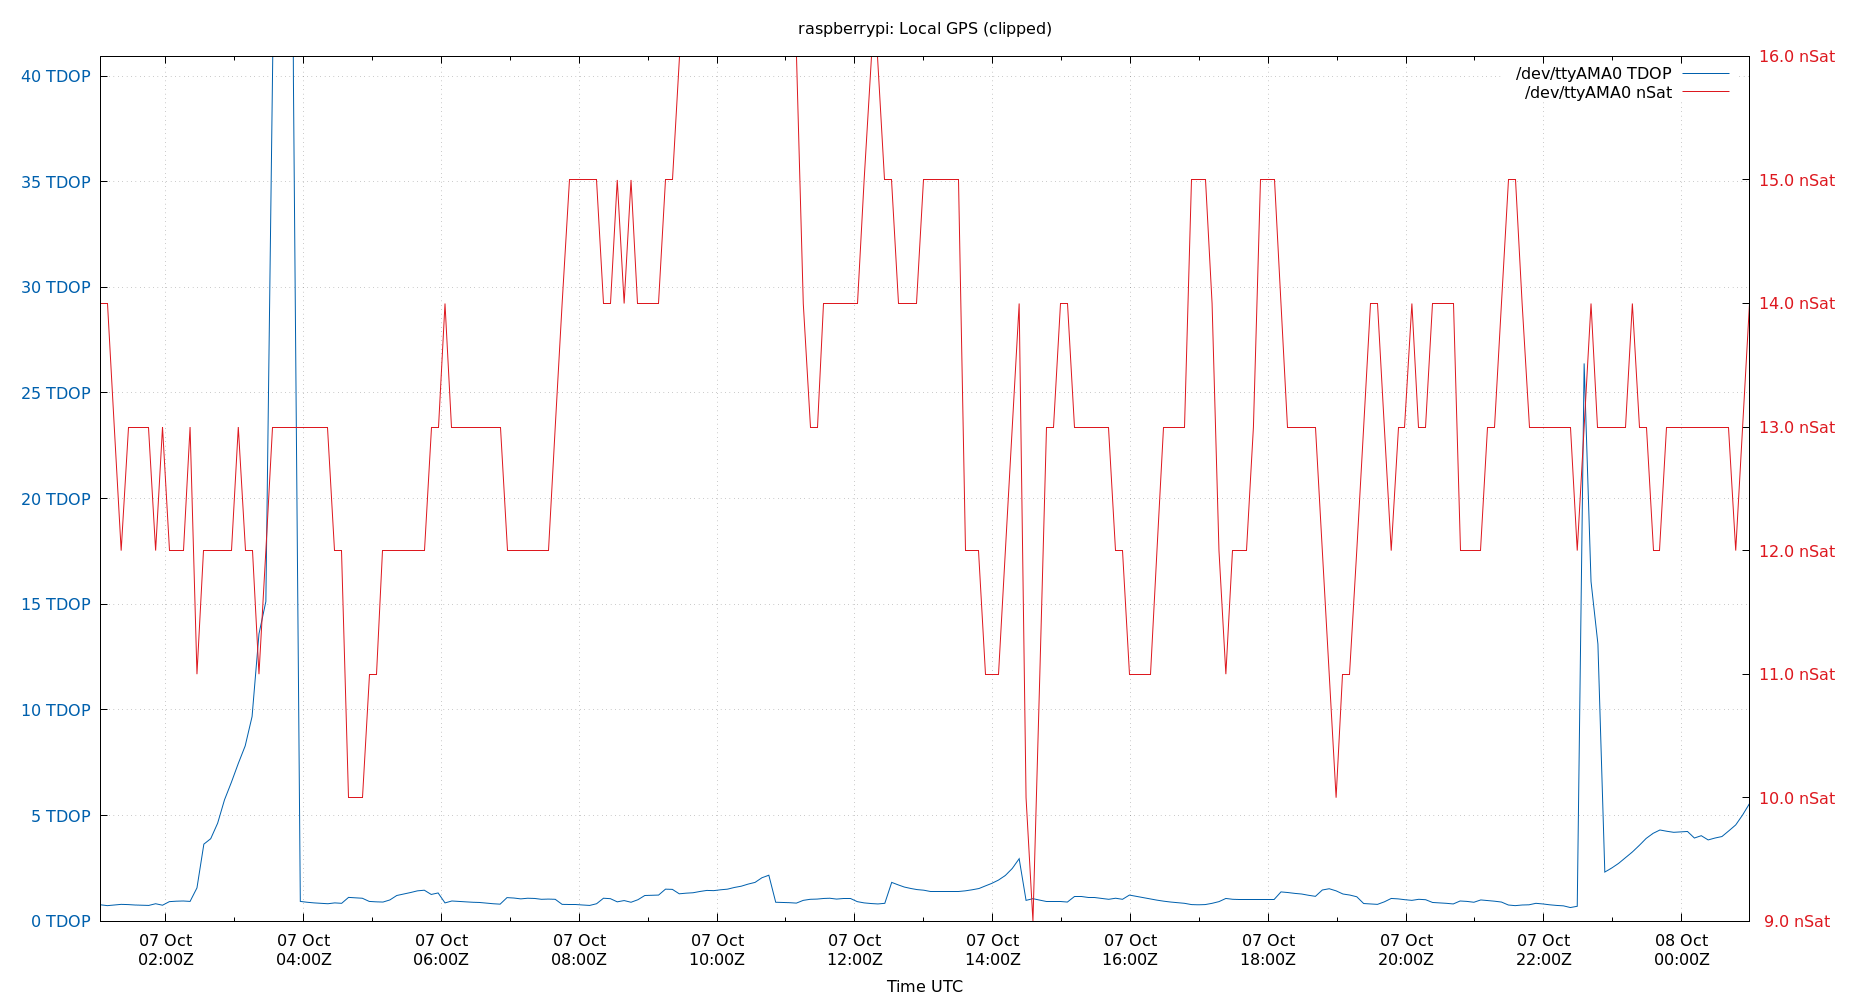 raspberrypi: Local GPS (clipped)
/dev/ttyAMA0 TDOP
/dev/ttyAMA0 nSat
40 TDOP
35 TDOP
30 TDOP
25 TDOP
20 TDOP
15 TDOP
10 TDOP
5 TDOP
0 TDOP
16.0 nSat
15.0 nSat
14.0 nSat
13.0 nSat
12.0 nSat
11.0 nSat
10.0 nSat
9.0 nSat
07 Oct
02:00Z
07 Oct
04:00Z
07 Oct
06:00Z
07 Oct
08:00Z
07 Oct
10:00Z
07 Oct
12:00Z
07 Oct
14:00Z
07 Oct
16:00Z
07 Oct
18:00Z
07 Oct
20:00Z
07 Oct
22:00Z
08 Oct
00:00Z
Time UTC